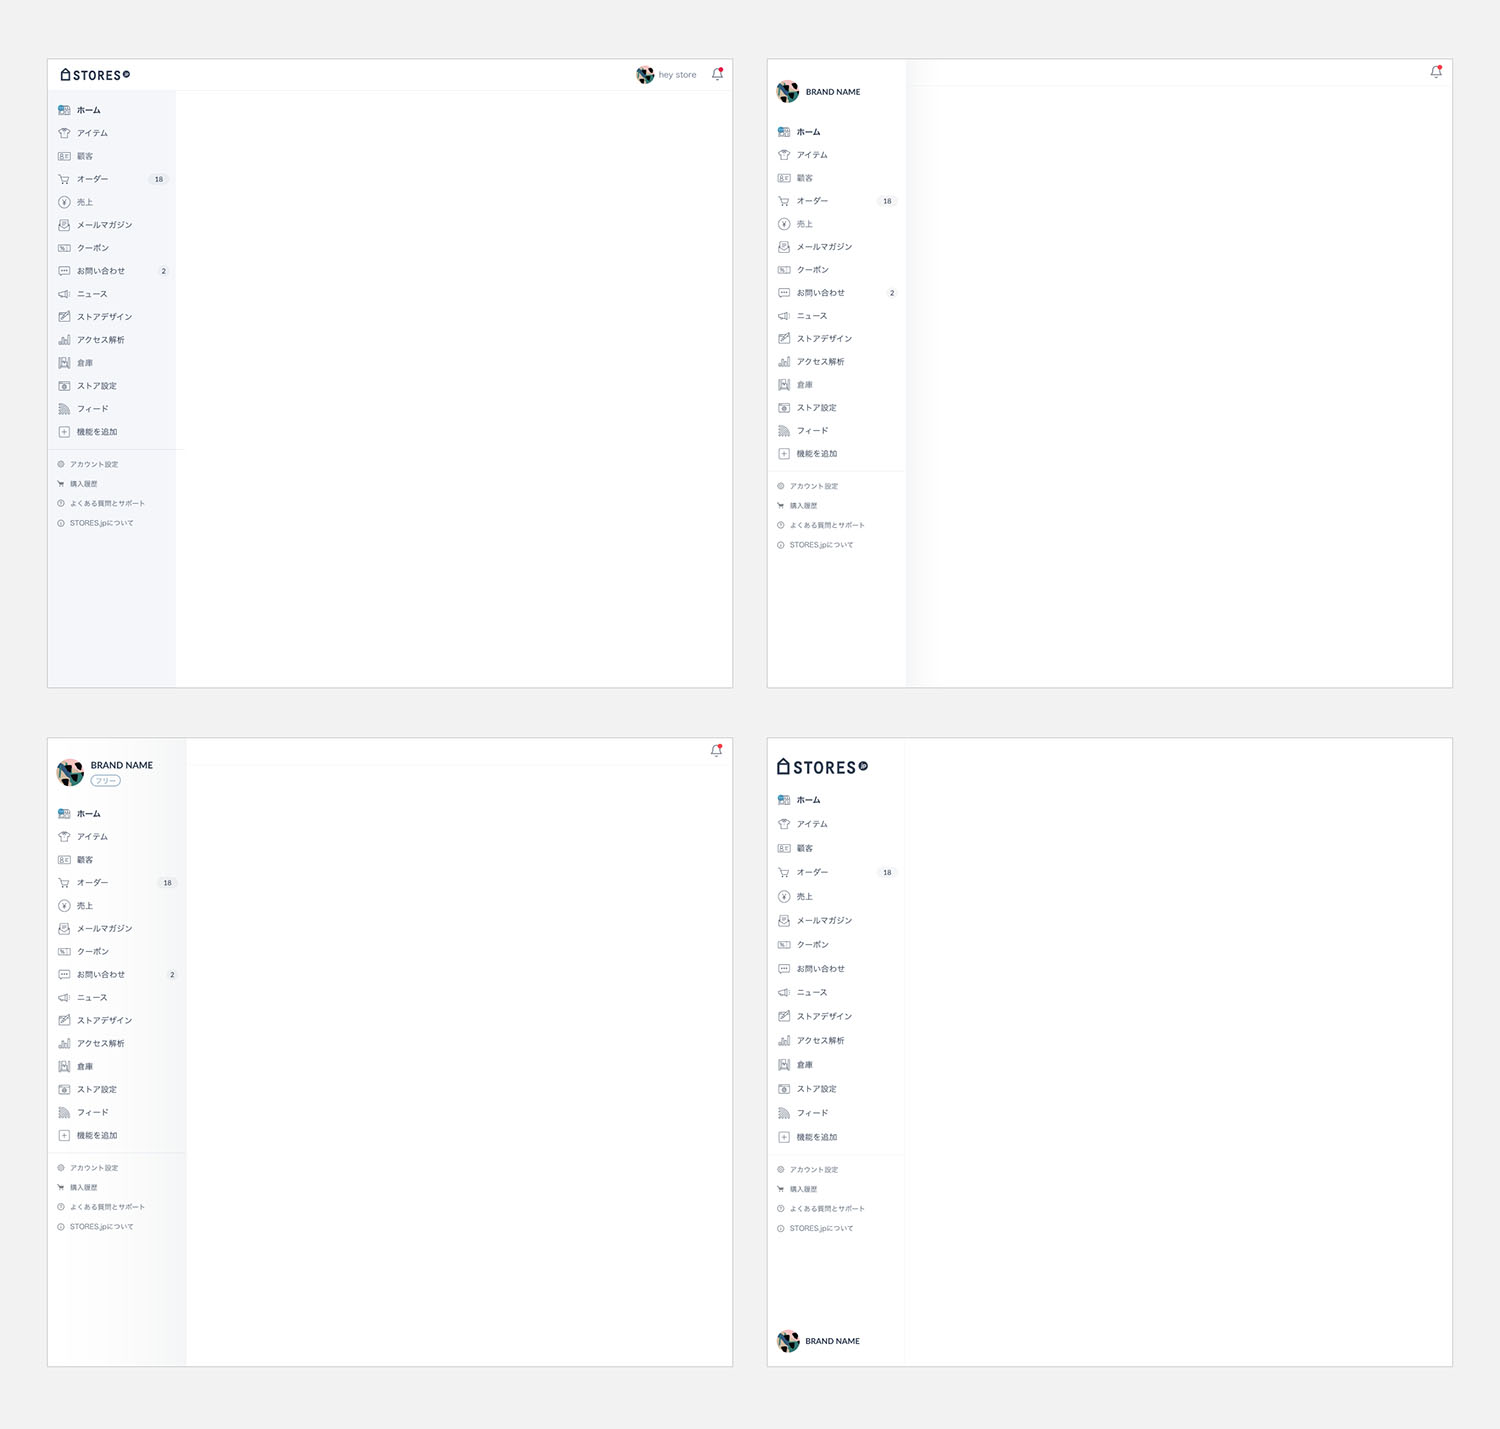 STORES.jp
hey store
ホーム
アイテム
顧客
オーダー 18
売上
メールマガジン
クーポン
お問い合わせ 2
ニュース
ストアデザイン
アクセス解析
倉庫
ストア設定
フィード
機能を追加
アカウント設定
購入履歴
よくある質問とサポート
STORES.jpについて
BRAND NAME
ホーム
アイテム
顧客
オーダー 18
売上
メールマガジン
クーポン
お問い合わせ 2
ニュース
ストアデザイン
アクセス解析
倉庫
ストア設定
フィード
機能を追加
アカウント設定
購入履歴
よくある質問とサポート
STORES.jpについて
BRAND NAME
フリー
ホーム
アイテム
顧客
オーダー 18
売上
メールマガジン
クーポン
お問い合わせ 2
ニュース
ストアデザイン
アクセス解析
倉庫
ストア設定
フィード
機能を追加
アカウント設定
購入履歴
よくある質問とサポート
STORES.jpについて
STORES.jp
ホーム
アイテム
顧客
オーダー 18
売上
メールマガジン
クーポン
お問い合わせ
ニュース
ストアデザイン
アクセス解析
倉庫
ストア設定
フィード
機能を追加
アカウント設定
購入履歴
よくある質問とサポート
STORES.jpについて
BRAND NAME